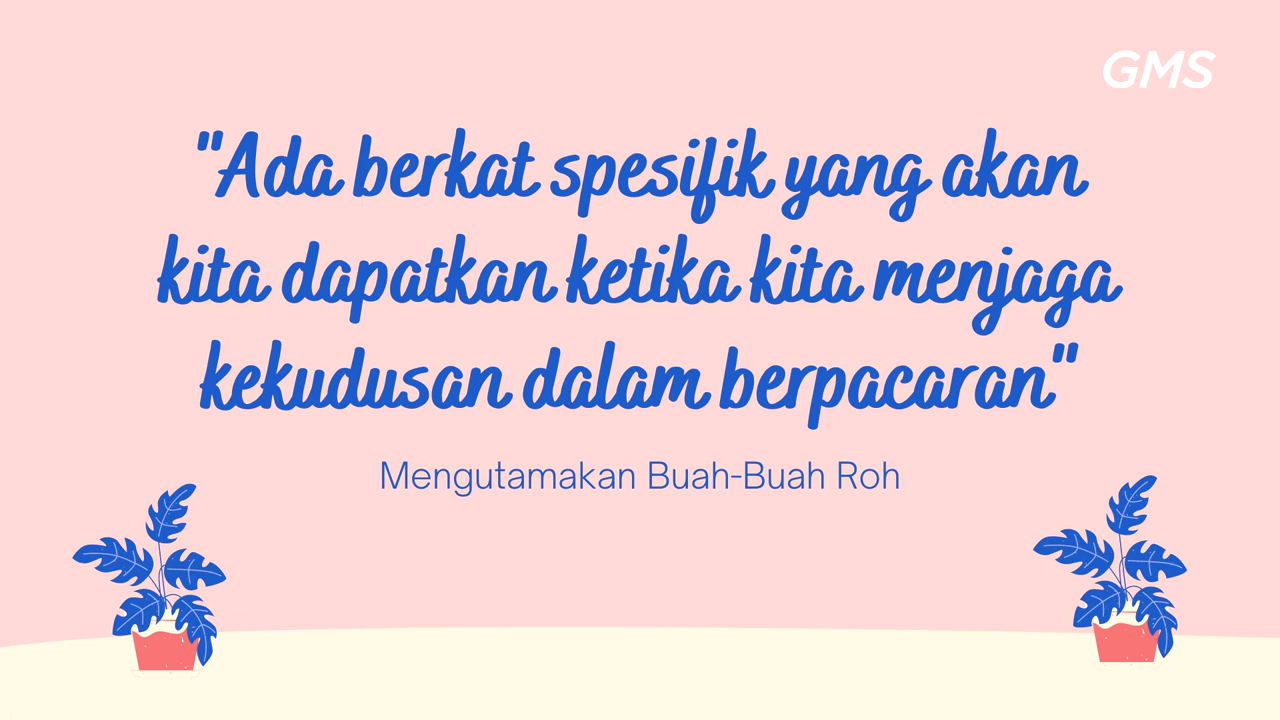 GMS
"Ada berkat spesifik yang akan
kita dapatkan ketika kita menjaga
kekudusan dalam berpacaran"
Mengutamakan Buah-Buah Roh